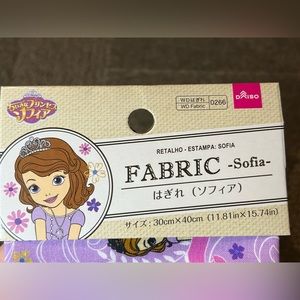 ちいさなプリンセス
ソフィア
WDはぎれ
WD Fabric
0266
DAISO
RETALHO - ESTAMPA: SOFIA
FABRIC -Sofia-
はぎれ（ソフィア）
サイズ：30cm×40cm（11.81in×15.74in）